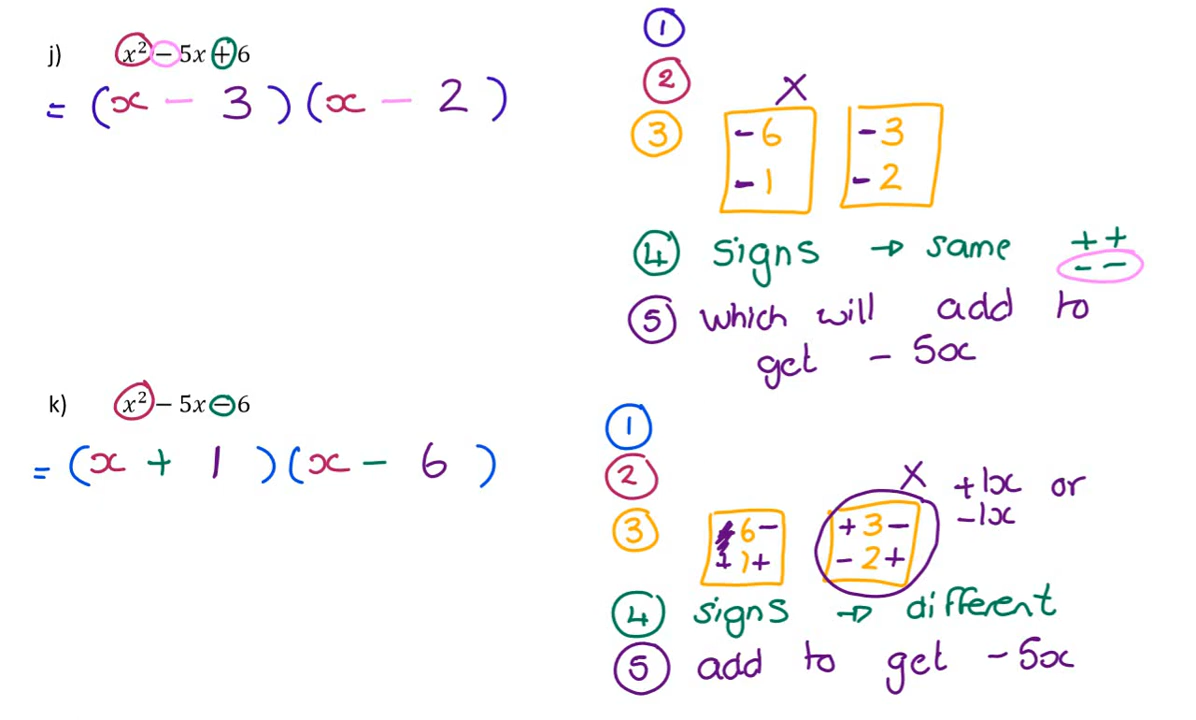 j) x² – 5x + 6
= (x - 3)(x - 2)
1
2 X
3
-6 -3
-1 -2
4 signs → same ++
--
5 which will add to
get - 5x
k) x² – 5x – 6
= (x + 1)(x - 6)
1
2 X +1x or
-1x
3 6- +3-
1+ -2+
4 signs → different
5 add to get -5x